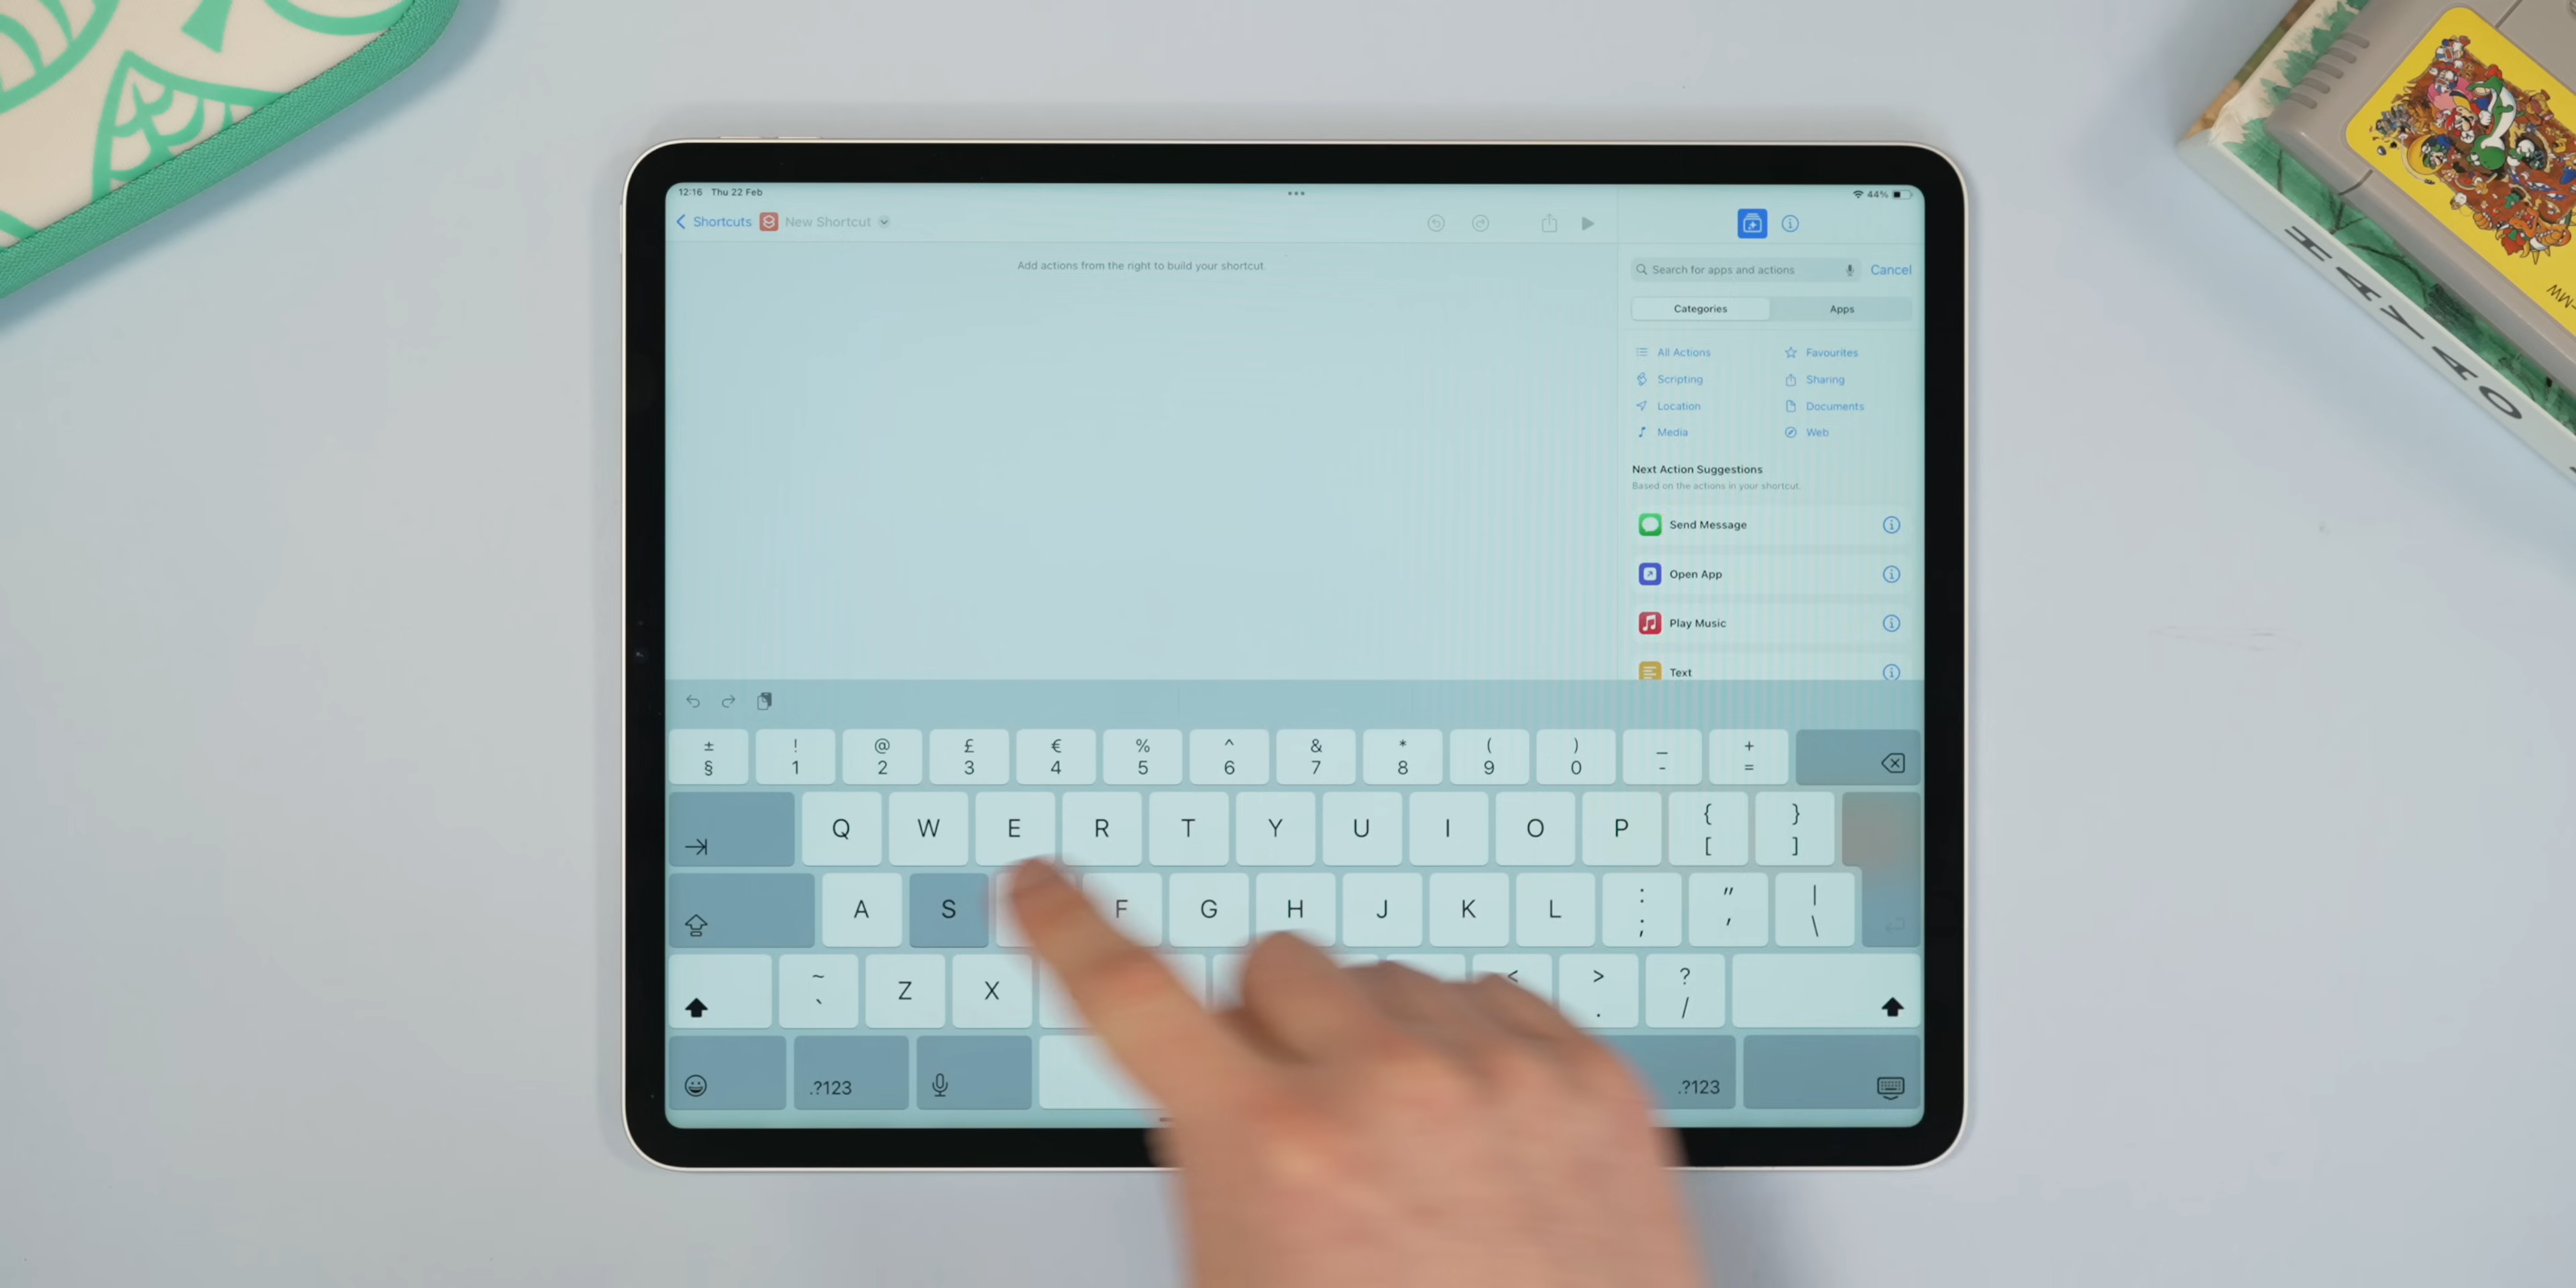 12:16 Thu 22 Feb
44%
Shortcuts New Shortcut
Add actions from the right to build your shortcut.
Search for apps and actions Cancel
Categories Apps
All Actions Favourites
Scripting Sharing
Location Documents
Media Web
Next Action Suggestions
Based on the actions in your shortcut.
Send Message
Open App
Play Music
Text
± ! @ £ € % ^ & * ( ) _ +
§ 1 2 3 4 5 6 7 8 9 0 - =
Q W E R T Y U I O P { }
[ ]
A S F G H J K L : " |
; ' \
~ Z X < > ?
` . /
.?123 .?123
HAYAO